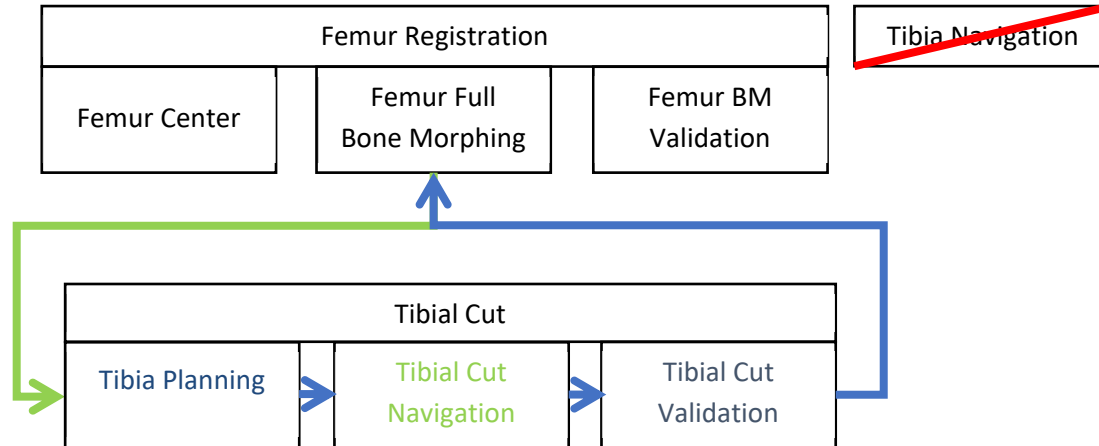 Femur Registration
Tibia Navigation
Femur Center
Femur Full
Bone Morphing
Femur BM
Validation
Tibial Cut
Tibia Planning
Tibial Cut
Navigation
Tibial Cut
Validation